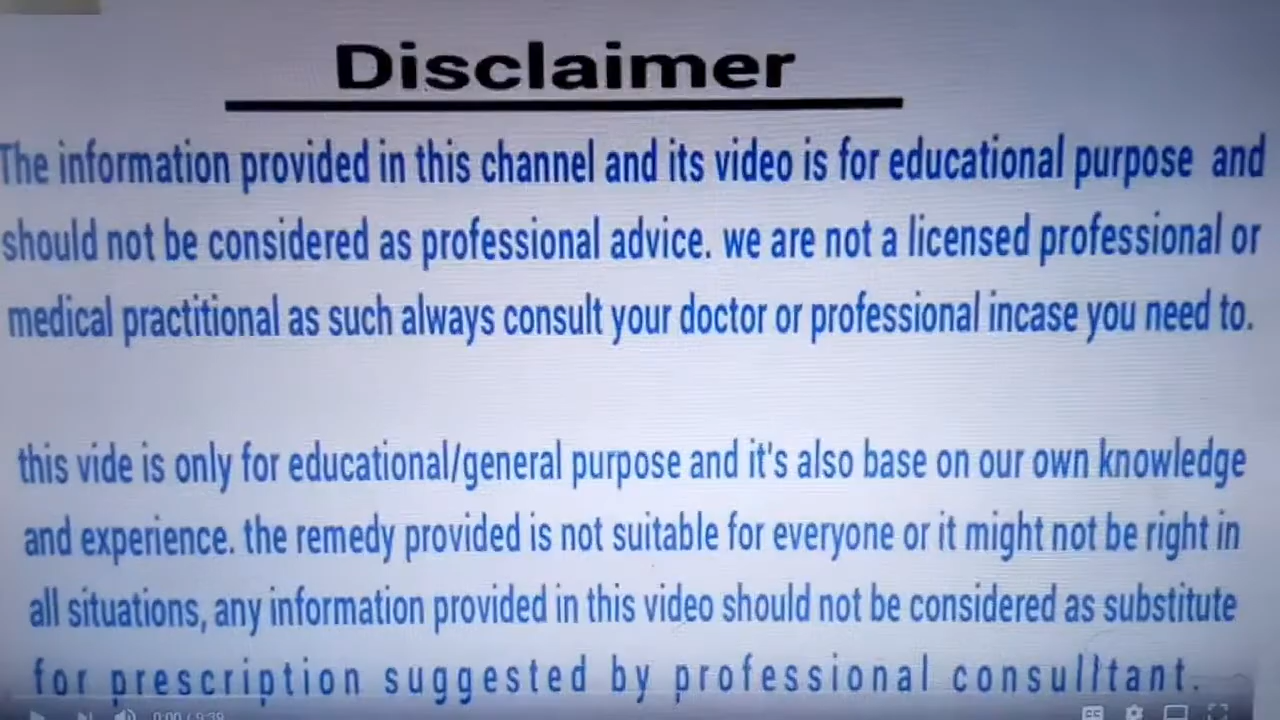 Disclaimer
The information provided in this channel and its video is for educational purpose and
should not be considered as professional advice. we are not a licensed professional or
medical practitional as such always consult your doctor or professional incase you need to.
this vide is only for educational/general purpose and it's also base on our own knowledge
and experience. the remedy provided is not suitable for everyone or it might not be right in
all situations, any information provided in this video should not be considered as substitute
for prescription suggested by professional consulltant.
0:00 / 9:39